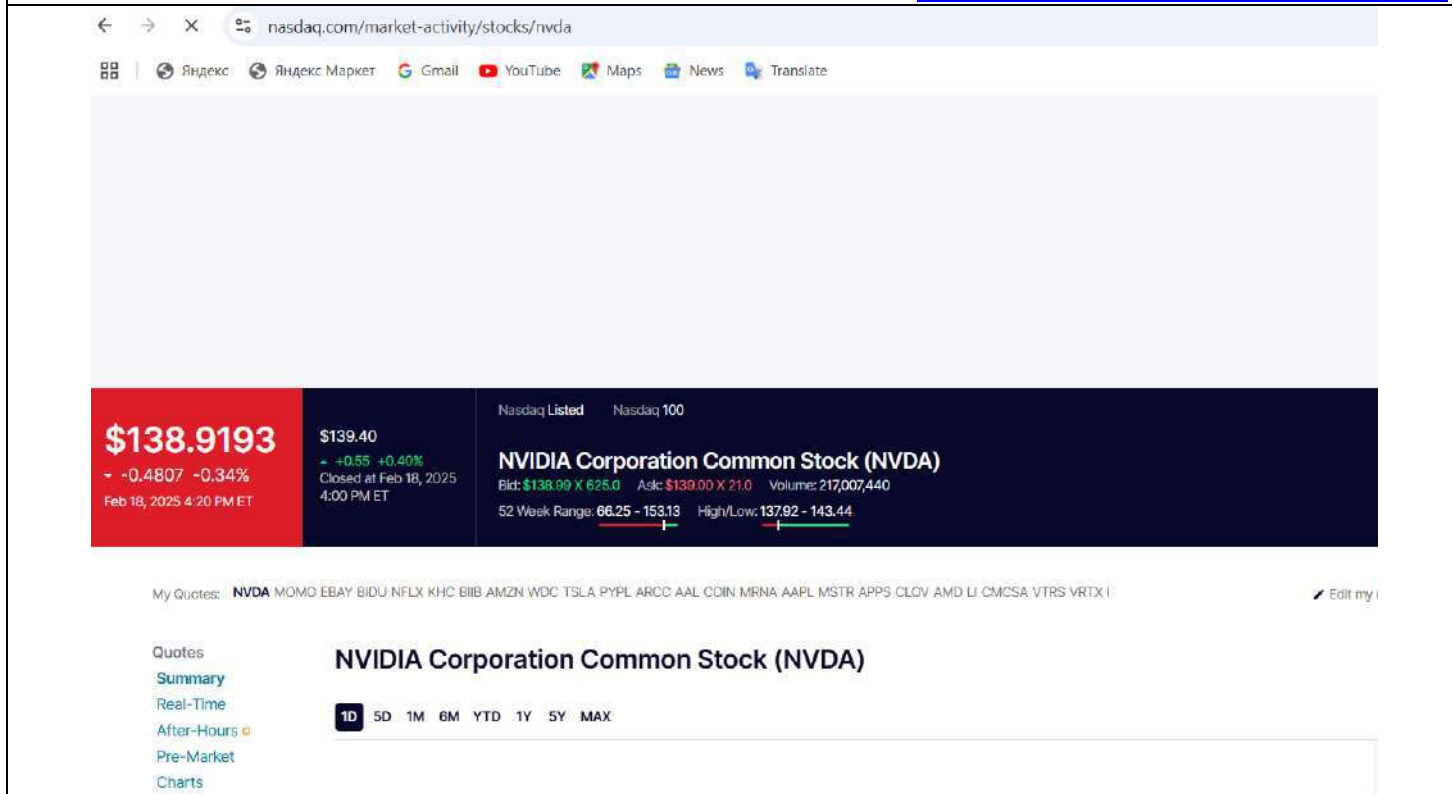 nasdaq.com/market-activity/stocks/nvda
Яндекс Яндекс Маркет Gmail YouTube Maps News Translate
Nasdaq Listed Nasdaq 100
$138.9193
-0.4807 -0.34%
Feb 18, 2025 4:20 PM ET
$139.40
+0.55 +0.40%
Closed at Feb 18, 2025
4:00 PM ET
NVIDIA Corporation Common Stock (NVDA)
Bid: $138.99 X 625.0 Ask: $139.00 X 21.0 Volume: 217,007,440
52 Week Range: 66.25 - 153.13 High/Low: 137.92 - 143.44
My Quotes: NVDA MOMO EBAY BIDU NFLX KHC BIIB AMZN WDC TSLA PYPL ARCC AAL COIN MRNA AAPL MSTR APPS CLOV AMD LI CMCSA VTRS VRTX
Edit my
Quotes
Summary
Real-Time
After-Hours
Pre-Market
Charts
NVIDIA Corporation Common Stock (NVDA)
1D 5D 1M 6M YTD 1Y 5Y MAX